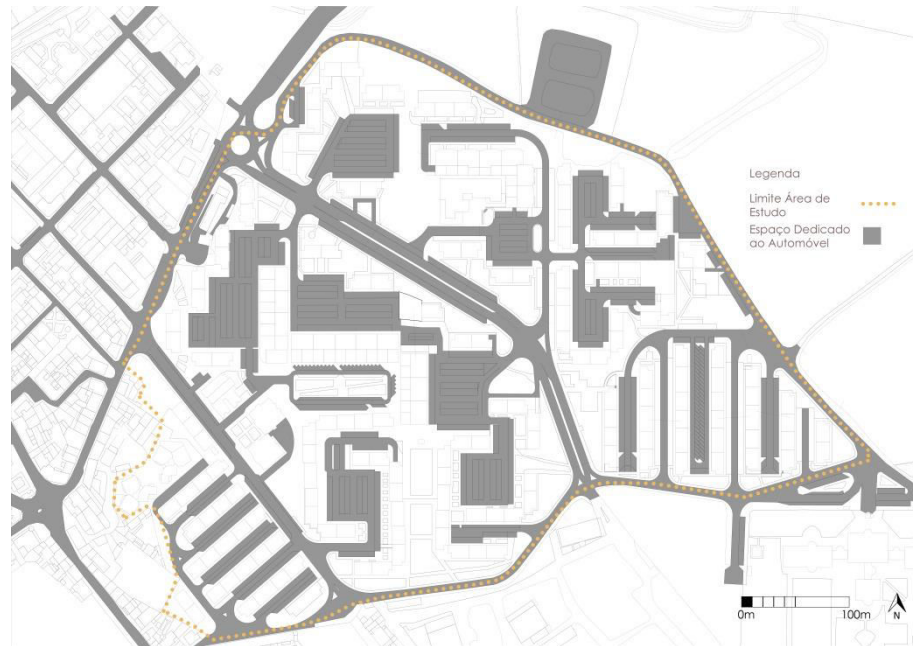 Legenda
Limite Área de
Estudo
Espaço Dedicado
ao Automóvel
0m 100m
N